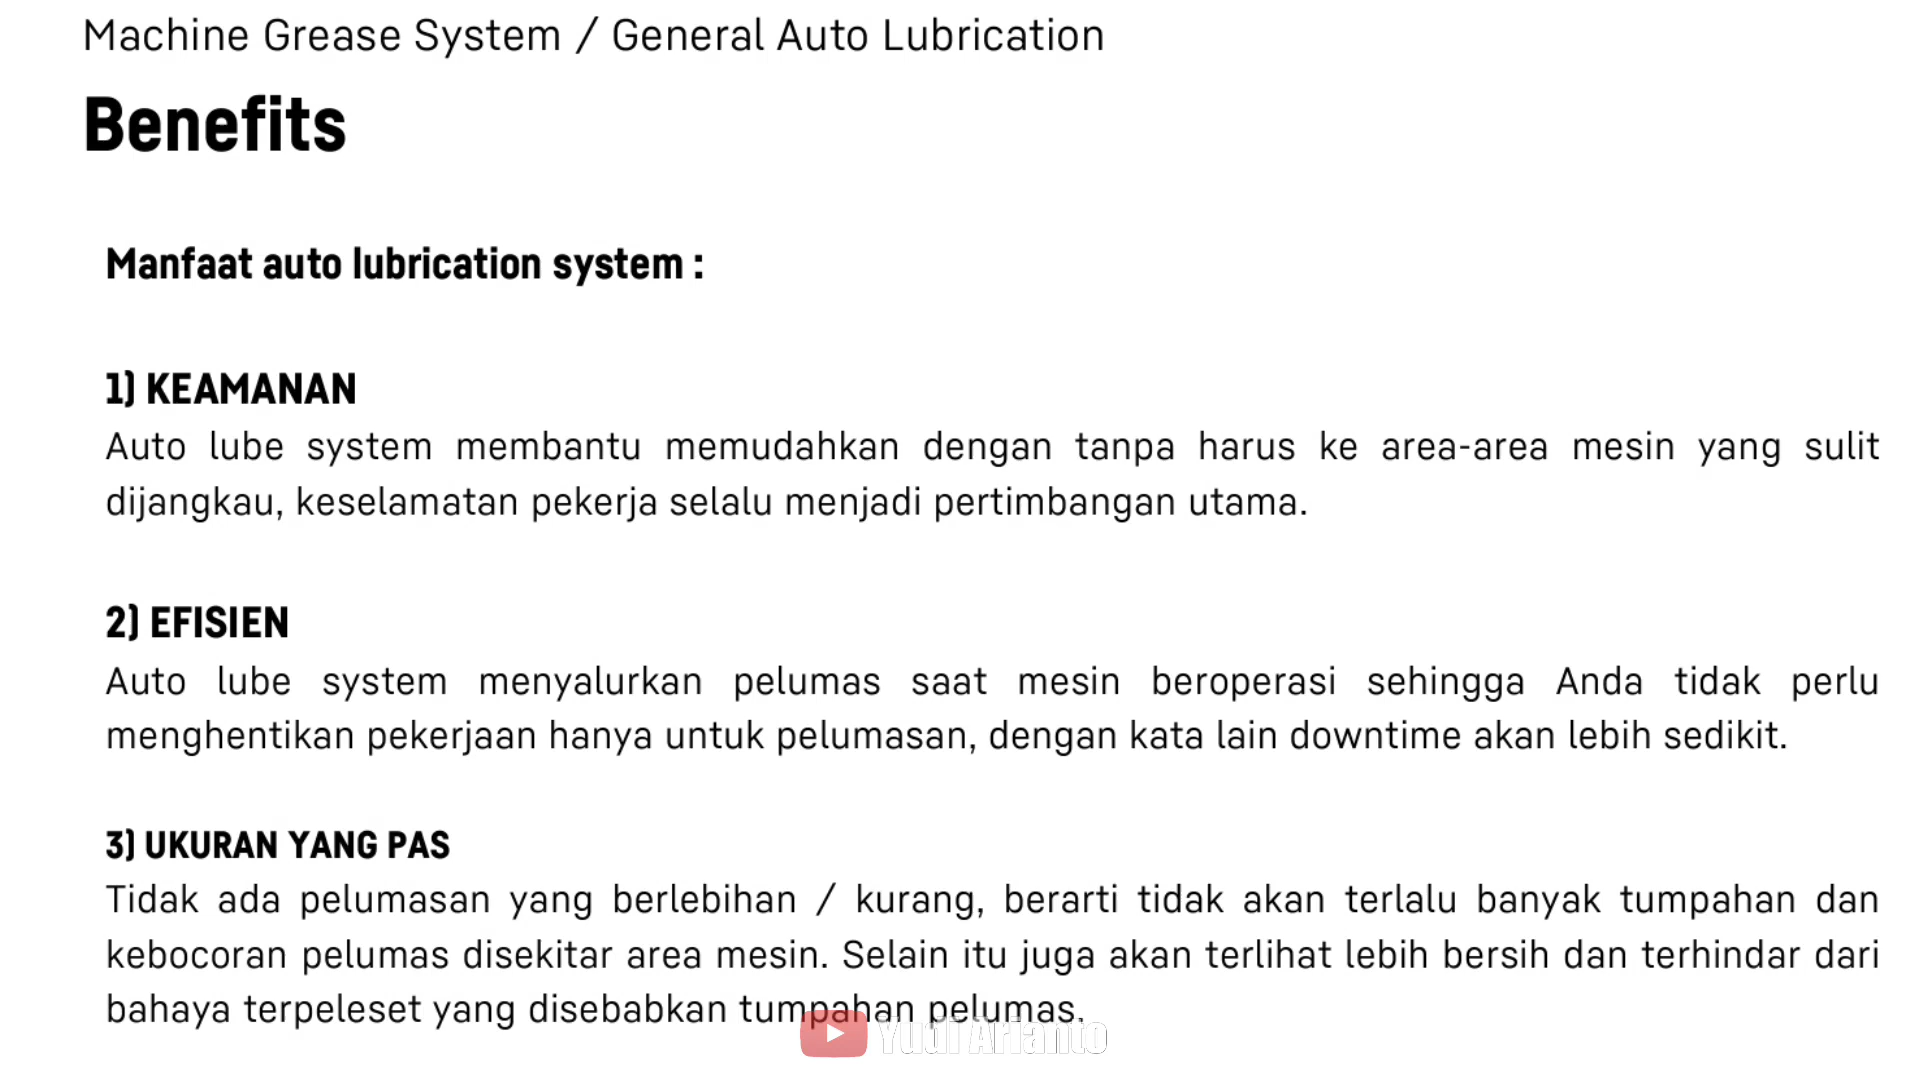 Machine Grease System / General Auto Lubrication
Benefits
Manfaat auto lubrication system :
1) KEAMANAN
Auto lube system membantu memudahkan dengan tanpa harus ke area-area mesin yang sulit
dijangkau, keselamatan pekerja selalu menjadi pertimbangan utama.
2) EFISIEN
Auto lube system menyalurkan pelumas saat mesin beroperasi sehingga Anda tidak perlu
menghentikan pekerjaan hanya untuk pelumasan, dengan kata lain downtime akan lebih sedikit.
3) UKURAN YANG PAS
Tidak ada pelumasan yang berlebihan / kurang, berarti tidak akan terlalu banyak tumpahan dan
kebocoran pelumas disekitar area mesin. Selain itu juga akan terlihat lebih bersih dan terhindar dari
bahaya terpeleset yang disebabkan tumpahan pelumas.
Yudi Arianto